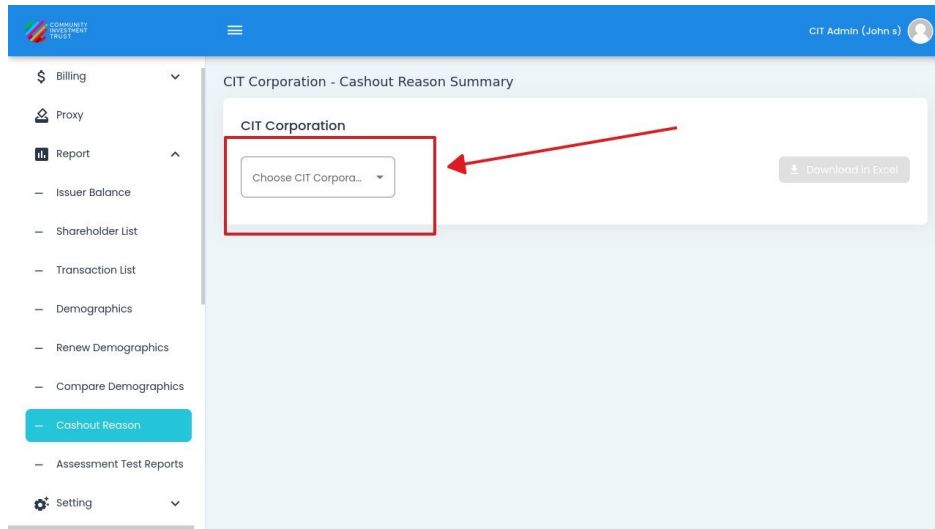 COMMUNITY
INVESTMENT
TRUST
CIT Admin (John s)
Billing
Proxy
Report
Issuer Balance
Shareholder List
Transaction List
Demographics
Renew Demographics
Compare Demographics
Cashout Reason
Assessment Test Reports
Setting
CIT Corporation - Cashout Reason Summary
CIT Corporation
Choose CIT Corpora...
Download in Excel